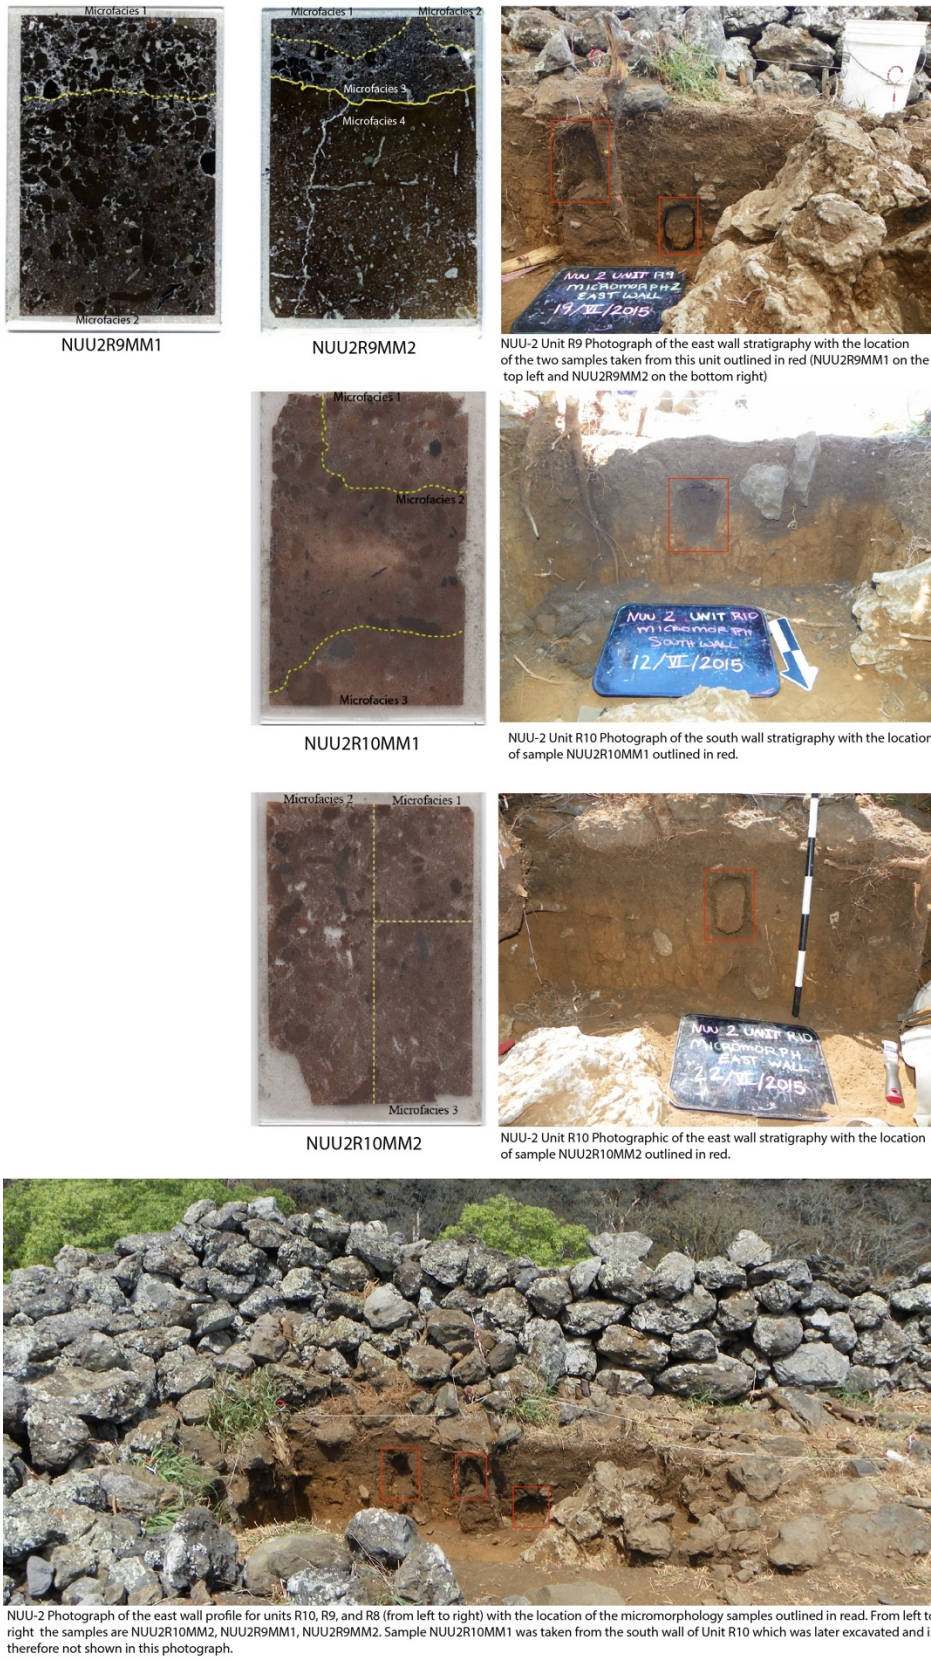 Microfacies 1
Microfacies 2
NUU2R9MM1
Microfacies 1
Microfacies 2
Microfacies 3
Microfacies 4
NUU2R9MM2
NUU 2 UNIT R9
MICROMORPH 2
EAST WALL
19/VI/2015
NUU-2 Unit R9 Photograph of the east wall stratigraphy with the location
of the two samples taken from this unit outlined in red (NUU2R9MM1 on the
top left and NUU2R9MM2 on the bottom right)
Microfacies 1
Microfacies 2
Microfacies 3
NUU2R10MM1
NUU 2 UNIT R10
MICROMORPH
SOUTH WALL
12/VI/2015
NUU-2 Unit R10 Photograph of the south wall stratigraphy with the location
of sample NUU2R10MM1 outlined in red.
Microfacies 2
Microfacies 1
Microfacies 3
NUU2R10MM2
NUU 2 UNIT R10
MICROMORPH
EAST WALL
22/VI/2015
NUU-2 Unit R10 Photographic of the east wall stratigraphy with the location
of sample NUU2R10MM2 outlined in red.
NUU-2 Photograph of the east wall profile for units R10, R9, and R8 (from left to right) with the location of the micromorphology samples outlined in read. From left to
right the samples are NUU2R10MM2, NUU2R9MM1, NUU2R9MM2. Sample NUU2R10MM1 was taken from the south wall of Unit R10 which was later excavated and i
therefore not shown in this photograph.